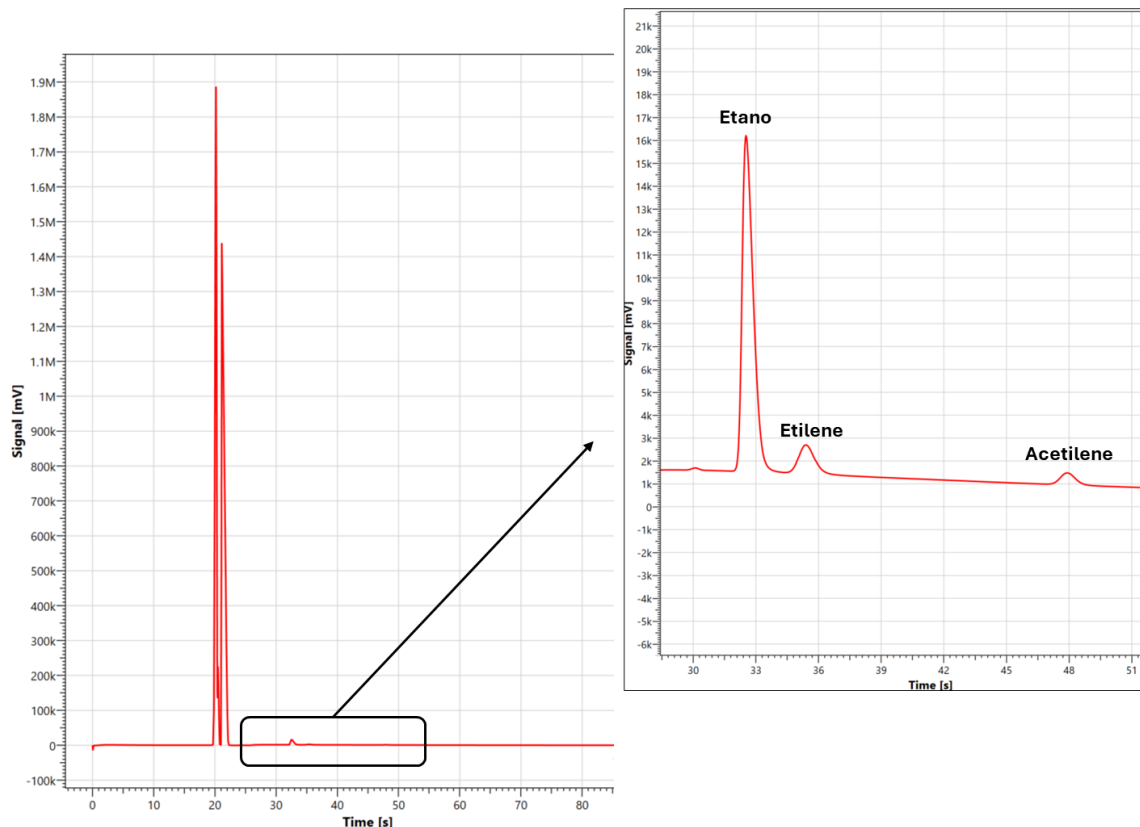 1.9M
1.8M
1.7M
1.6M
1.5M
1.4M
1.3M
1.2M
1.1M
1M
900k
800k
700k
600k
500k
400k
300k
200k
100k
0
-100k
Signal [mV]
0 10 20 30 40 50 60 70 80
Time [s]
21k
20k
19k
18k
17k
16k
15k
14k
13k
12k
11k
10k
9k
8k
7k
6k
5k
4k
3k
2k
1k
0
-1k
-2k
-3k
-4k
-5k
-6k
Signal [mV]
Etano
Etilene
Acetilene
30 33 36 39 42 45 48 51
Time [s]